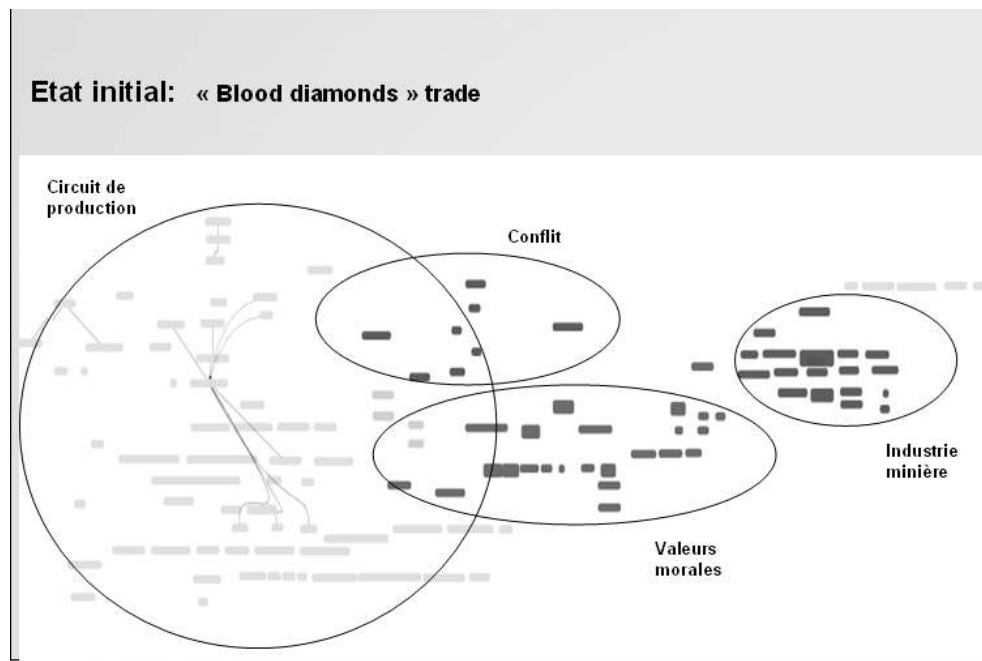 Etat initial: « Blood diamonds » trade
Circuit de
production
Conflit
Industrie
minière
Valeurs
morales